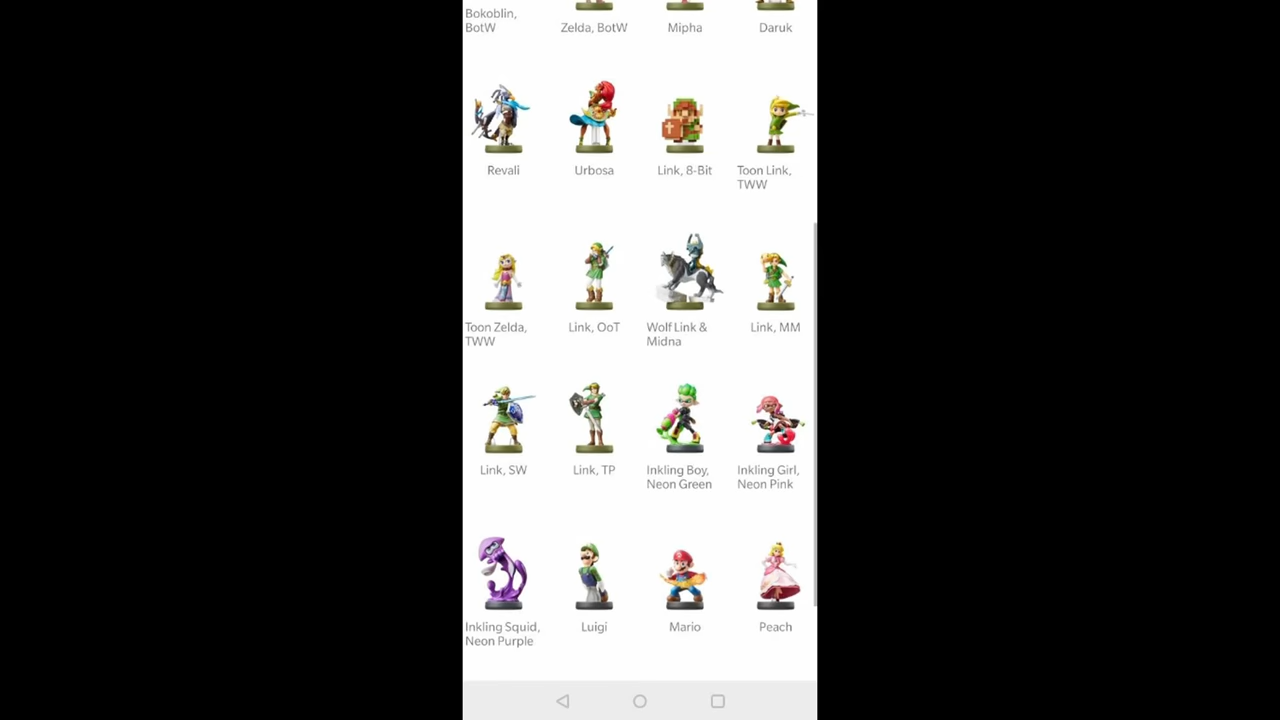 Bokoblin,
BotW
Zelda, BotW
Mipha
Daruk
Revali
Urbosa
Link, 8-Bit
Toon Link,
TWW
Toon Zelda,
TWW
Link, OoT
Wolf Link &
Midna
Link, MM
Link, SW
Link, TP
Inkling Boy,
Neon Green
Inkling Girl,
Neon Pink
Inkling Squid,
Neon Purple
Luigi
Mario
Peach